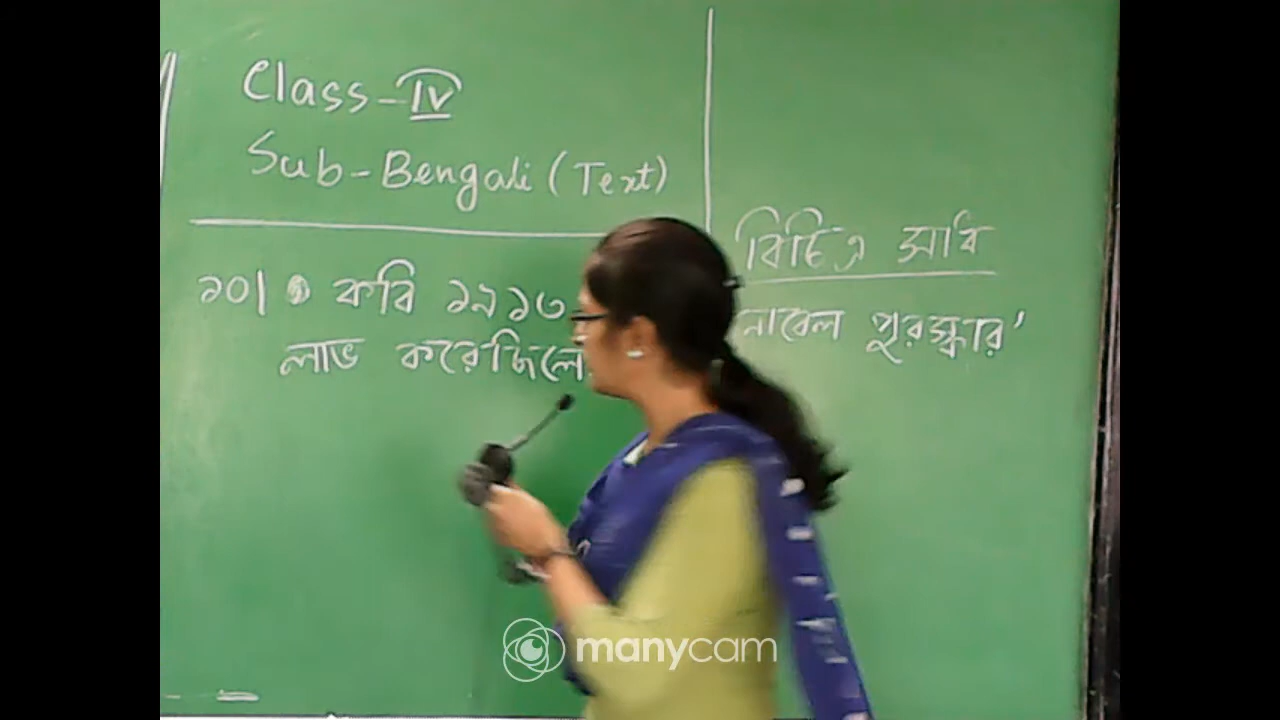 Class-IV
Sub-Bengali (Text)
বিচিত্র সাধ
১০। কবি ১৯১৩ নোবেল পুরস্কার'
লাভ করেছিলে
manycam